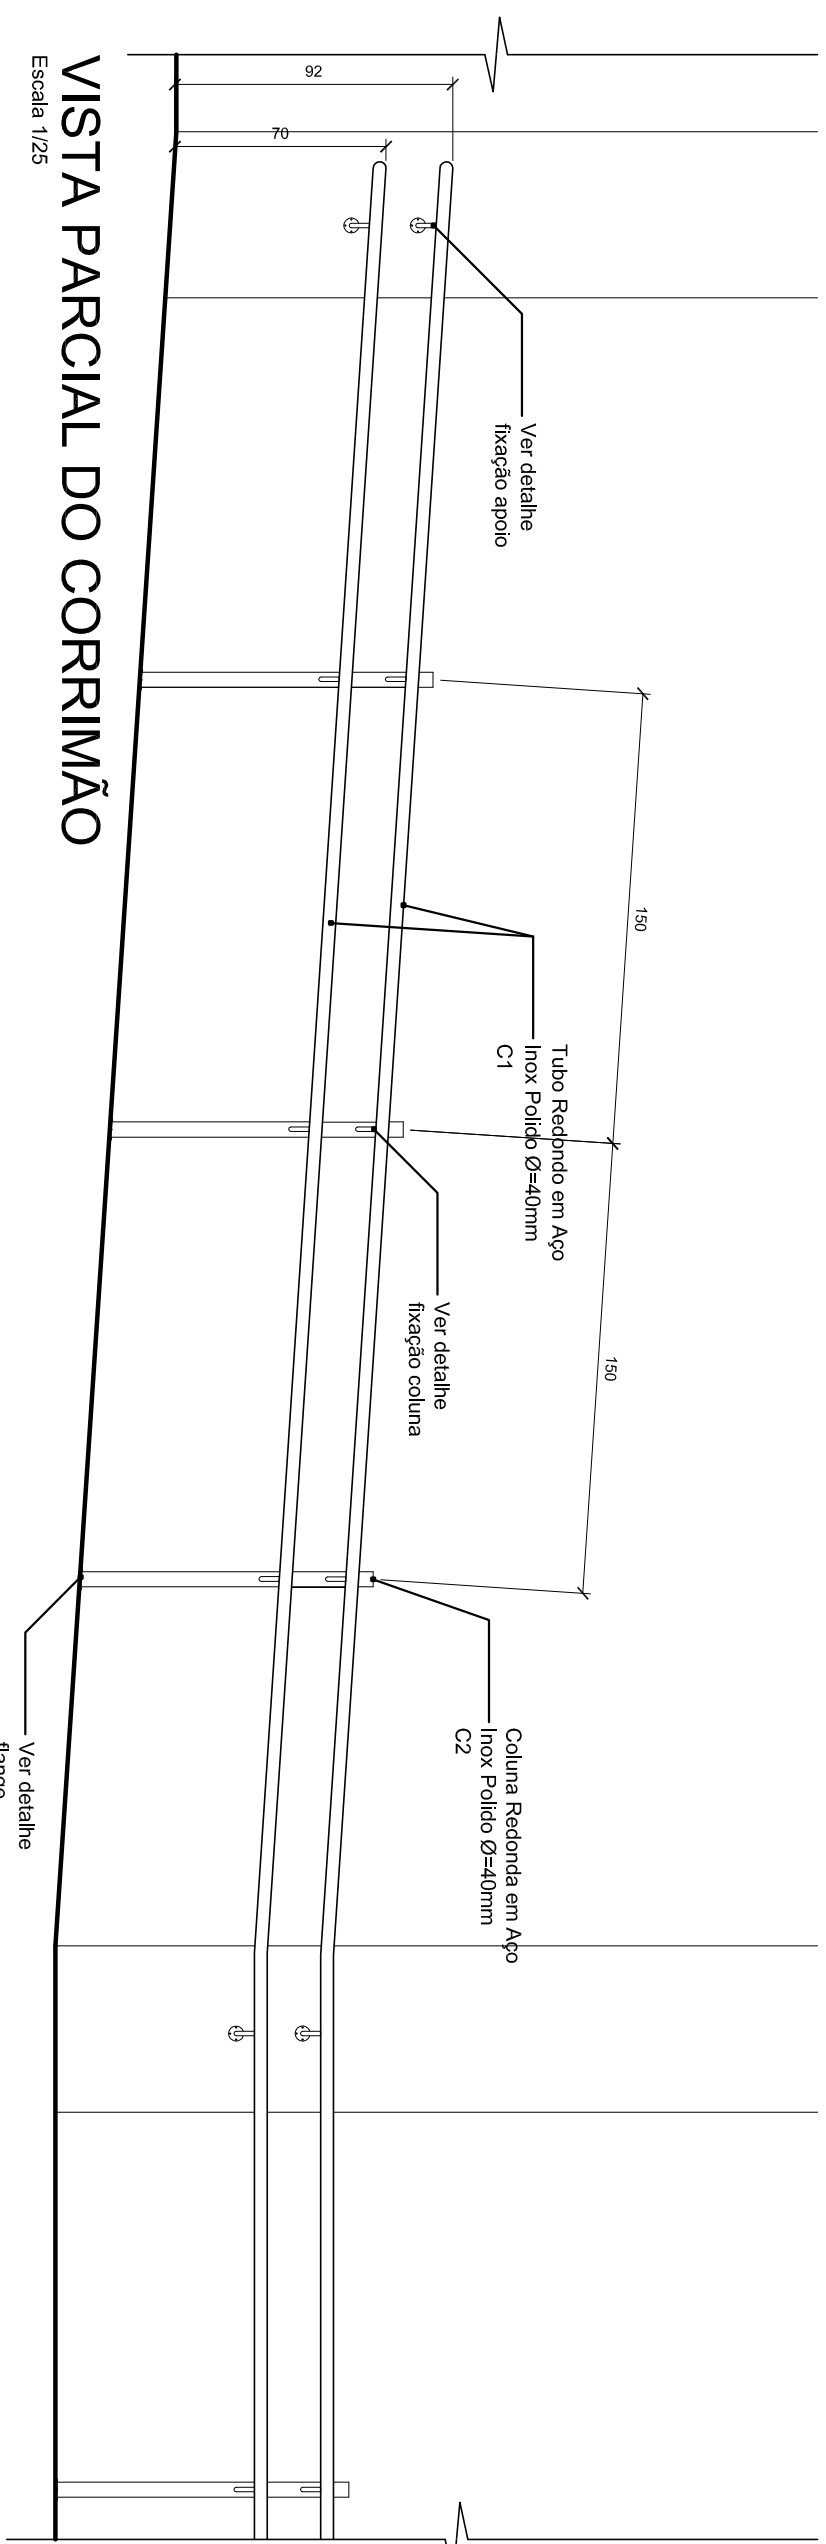 92
70
Ver detalhe
fixação apoio
150
Tubo Redondo em Aço
Inox Polido Ø=40mm
C1
Ver detalhe
fixação coluna
150
Coluna Redonda em Aço
Inox Polido Ø=40mm
C2
Ver detalhe
flange
VISTA PARCIAL DO CORRIMÃO
Escala 1/25